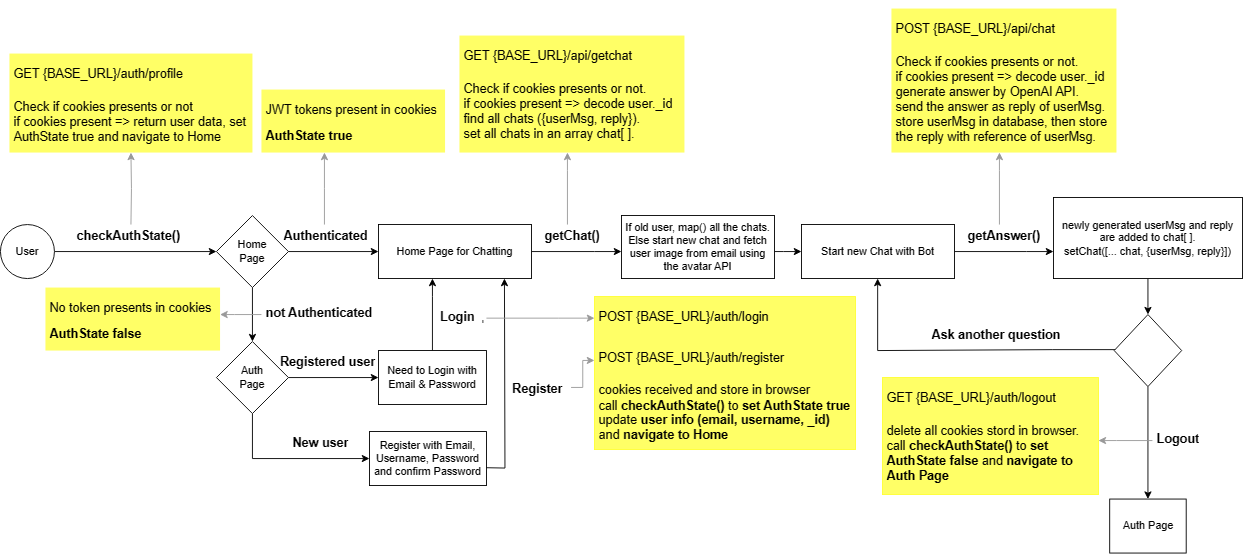 GET {BASE_URL}/auth/profile
Check if cookies presents or not
if cookies present => return user data, set
AuthState true and navigate to Home
JWT tokens present in cookies
AuthState true
GET {BASE_URL}/api/getchat
Check if cookies presents or not.
if cookies present => decode user._id
find all chats ({userMsg, reply}).
set all chats in an array chat[ ].
POST {BASE_URL}/api/chat
Check if cookies presents or not.
if cookies present => decode user._id
generate answer by OpenAI API.
send the answer as reply of userMsg.
store userMsg in database, then store
the reply with reference of userMsg.
User
checkAuthState()
Home
Page
Authenticated
Home Page for Chatting
getChat()
If old user, map() all the chats.
Else start new chat and fetch
user image from email using
the avatar API
Start new Chat with Bot
getAnswer()
newly generated userMsg and reply
are added to chat[ ].
setChat([... chat, {userMsg, reply}])
No token presents in cookies
AuthState false
not Authenticated
Login ,
POST {BASE_URL}/auth/login
POST {BASE_URL}/auth/register
cookies received and store in browser
call checkAuthState() to set AuthState true
update user info (email, username, _id)
and navigate to Home
Ask another question
Auth
Page
Registered user
Need to Login with
Email & Password
Register
New user
Register with Email,
Username, Password
and confirm Password
GET {BASE_URL}/auth/logout
delete all cookies stord in browser.
call checkAuthState() to set
AuthState false and navigate to
Auth Page
Logout
Auth Page